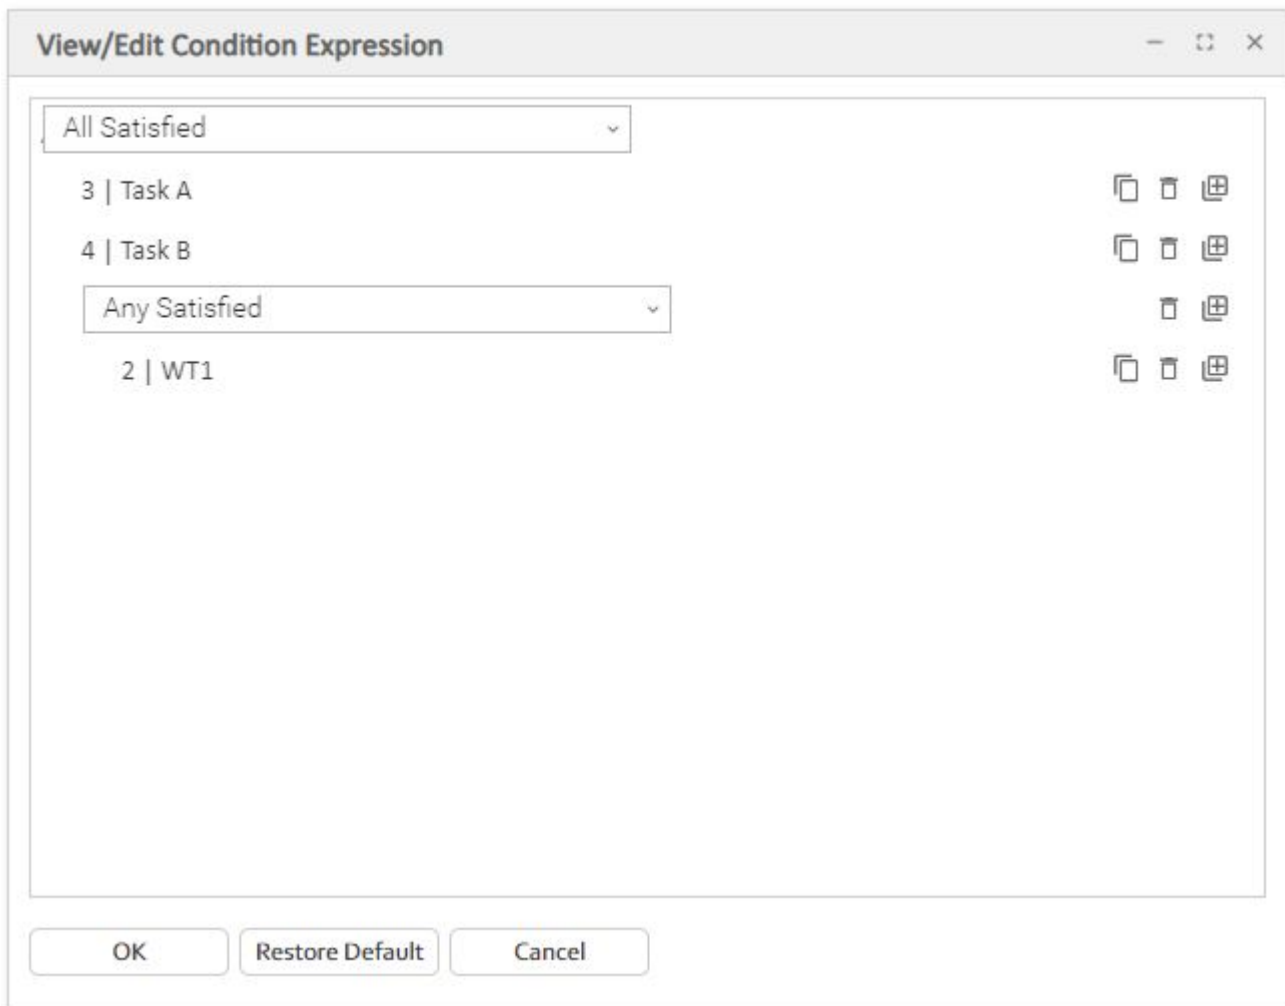 View/Edit Condition Expression
All Satisfied
3 | Task A
4 | Task B
Any Satisfied
2 | WT1
OK Restore Default Cancel